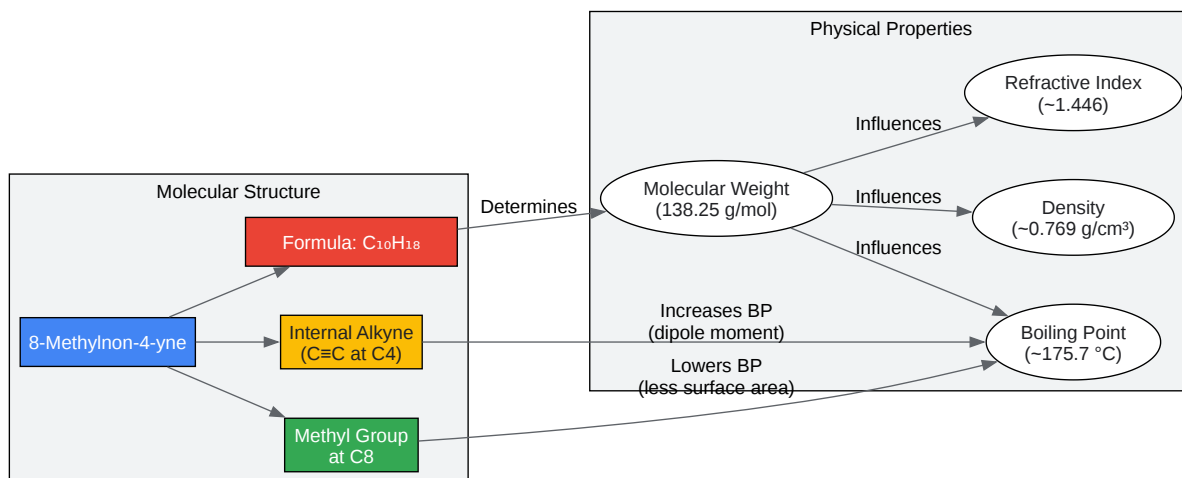 Physical Properties
Refractive Index
(~1.446)
Influences
Molecular Structure
Molecular Weight
(138.25 g/mol)
Determines
Influences
Density
(~0.769 g/cm³)
Formula: C₁₀H₁₈
Influences
8-Methylnon-4-yne
Internal Alkyne
(C≡C at C4)
Increases BP
(dipole moment)
Boiling Point
(~175.7 °C)
Lowers BP
(less surface area)
Methyl Group
at C8